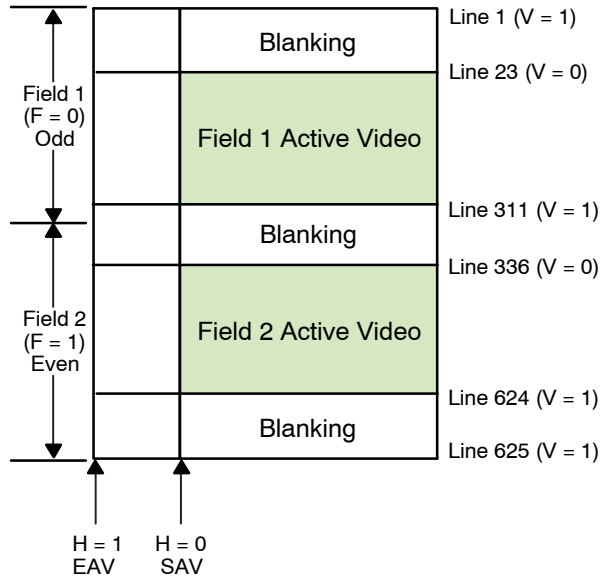 Line 1 (V = 1)
Blanking
Line 23 (V = 0)
Field 1
(F = 0)
Odd
Field 1 Active Video
Line 311 (V = 1)
Blanking
Line 336 (V = 0)
Field 2
(F = 1)
Even
Field 2 Active Video
Line 624 (V = 1)
Blanking
Line 625 (V = 1)
H = 1
EAV
H = 0
SAV